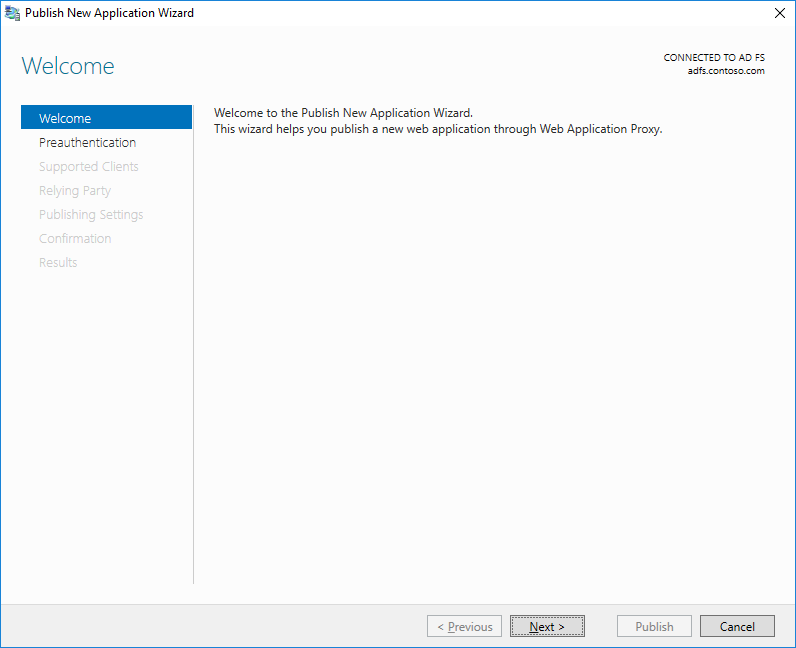 Publish New Application Wizard
Welcome
CONNECTED TO AD FS
adfs.contoso.com
Welcome
Preauthentication
Supported Clients
Relying Party
Publishing Settings
Confirmation
Results
Welcome to the Publish New Application Wizard.
This wizard helps you publish a new web application through Web Application Proxy.
< Previous
Next >
Publish
Cancel